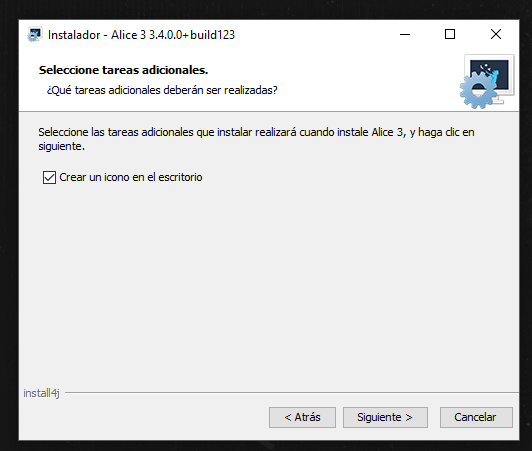 Instalador - Alice 3 3.4.0.0+build123
Seleccione tareas adicionales.
¿Qué tareas adicionales deberán ser realizadas?
Seleccione las tareas adicionales que instalar realizará cuando instale Alice 3, y haga clic en
siguiente.
Crear un icono en el escritorio
install4j
< Atrás
Siguiente >
Cancelar